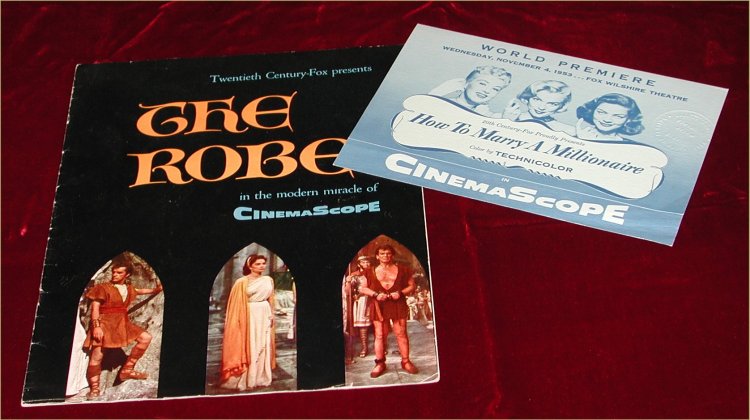 Twentieth Century-Fox presents
THE
ROBE
in the modern miracle of
CINEMASCOPE
WORLD PREMIERE
WEDNESDAY, NOVEMBER 4, 1953... FOX WILSHIRE THEATRE
20th Century-Fox Proudly Presents
How To Marry A Millionaire
Color by TECHNICOLOR
IN
CINEMASCOPE